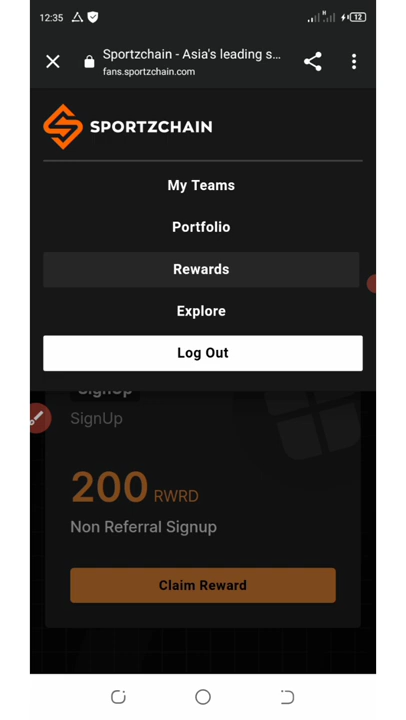 12:35
12
Sportzchain - Asia's leading s...
fans.sportzchain.com
SPORTZCHAIN
My Teams
Portfolio
Rewards
Explore
Log Out
SignUp
SignUp
200 RWRD
Non Referral Signup
Claim Reward